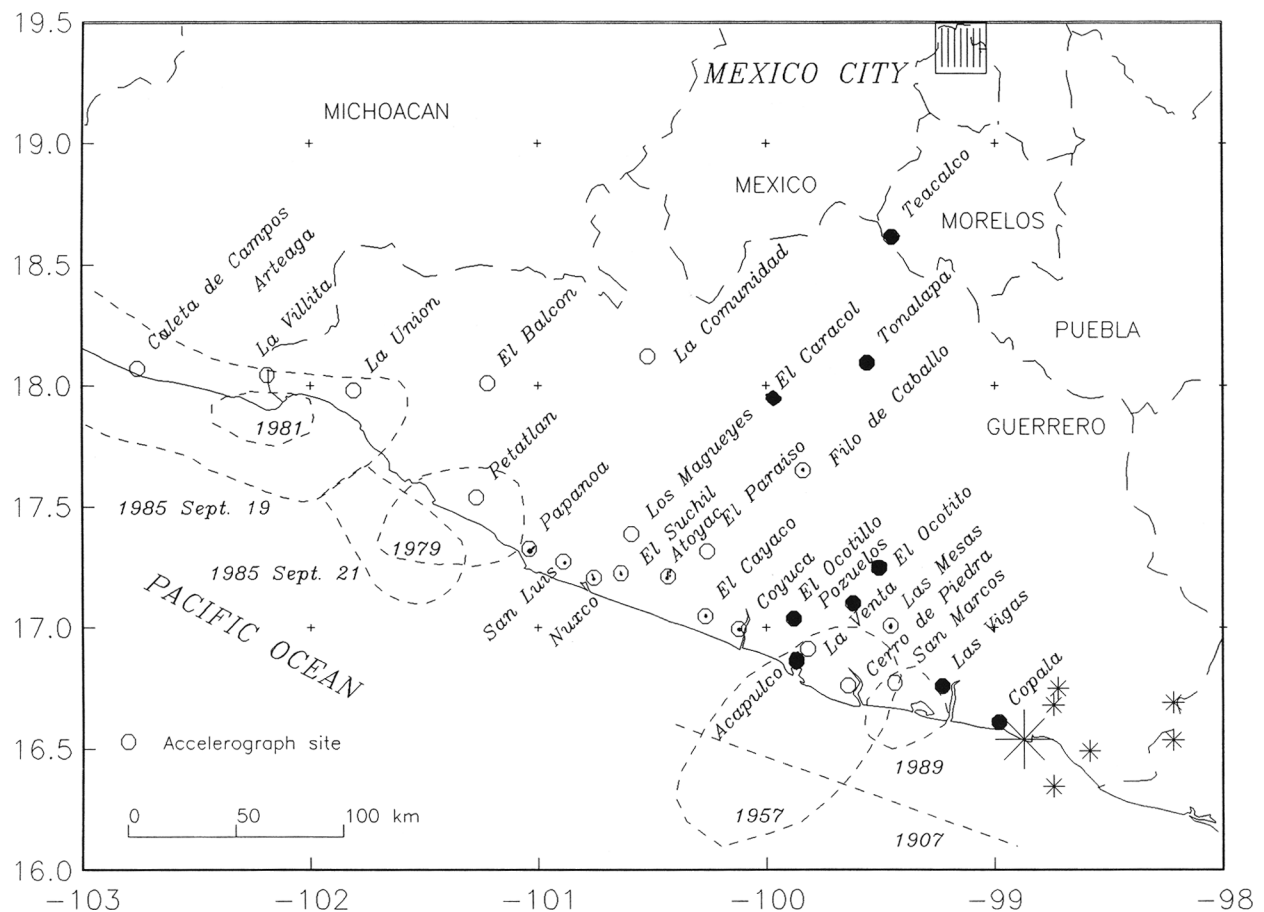 19.5
MEXICO CITY
MICHOACAN
19.0
MEXICO
Teacalco
MORELOS
Caleta de Campos
Arteaga
18.5
La Villita
La Union
El Balcon
La Comunidad
El Caracol
Tonalapa
PUEBLA
18.0
1981
Retatlan
Los Magueyes
Filo de Caballo
GUERRERO
17.5
1985 Sept. 19
Papanoa
El Suchil
Atoyac
El Paraiso
1979
El Cayaco
Coyuca
El Ocotillo
Pozuelos
El Ocotito
1985 Sept. 21
San Luis
Nuxco
La Venta
Las Mesas
Cerro de Piedra
San Marcos
Las Vigas
17.0
PACIFIC OCEAN
Acapulco
Copala
Accelerograph site
16.5
1989
0 50 100 km
1957
1907
16.0
-103 -102 -101 -100 -99 -98